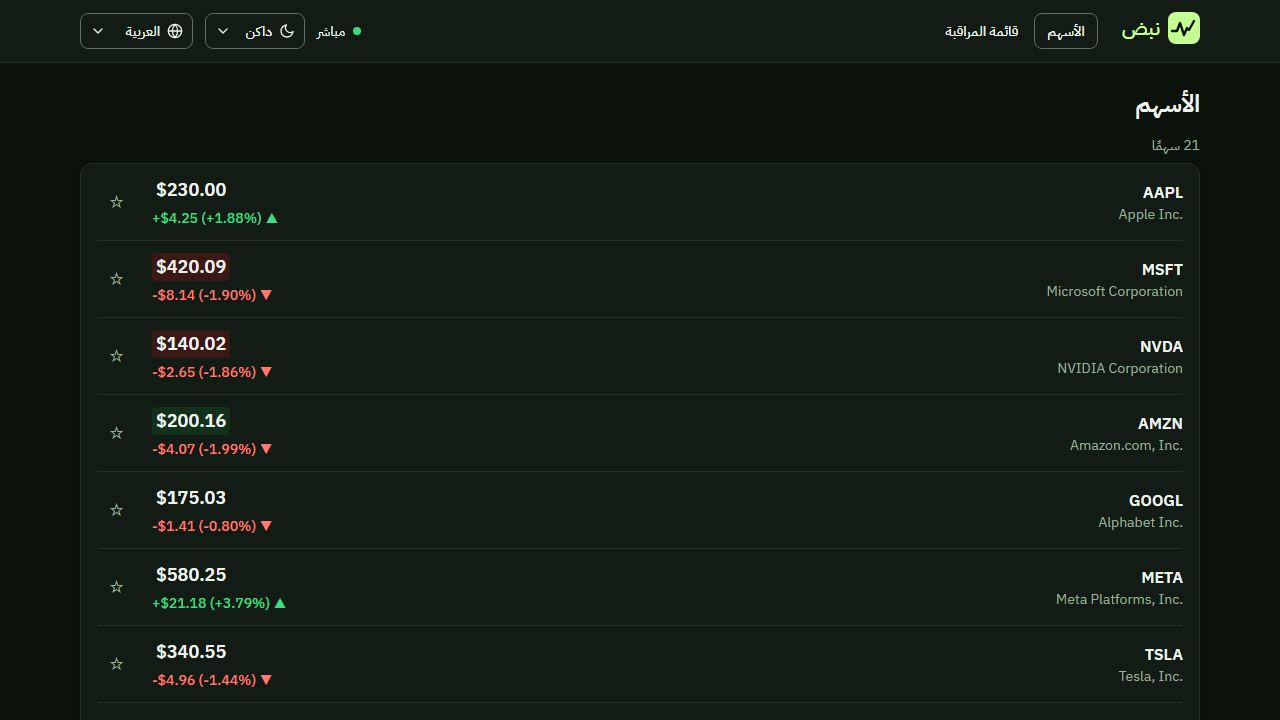 نبض
الأسهم
قائمة المراقبة
مباشر
داكن
العربية
الأسهم
21 سهمًا
AAPL
Apple Inc.
$230.00
+$4.25 (+1.88%) ▲
☆
MSFT
Microsoft Corporation
$420.09
-$8.14 (-1.90%) ▼
☆
NVDA
NVIDIA Corporation
$140.02
-$2.65 (-1.86%) ▼
☆
AMZN
Amazon.com, Inc.
$200.16
-$4.07 (-1.99%) ▼
☆
GOOGL
Alphabet Inc.
$175.03
-$1.41 (-0.80%) ▼
☆
META
Meta Platforms, Inc.
$580.25
+$21.18 (+3.79%) ▲
☆
TSLA
Tesla, Inc.
$340.55
-$4.96 (-1.44%) ▼
☆